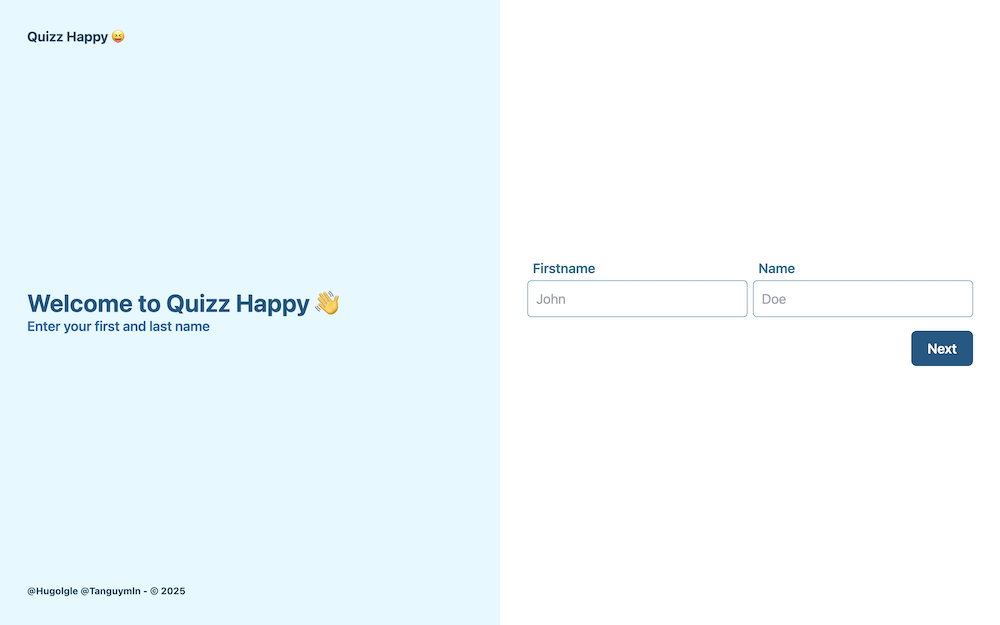 Quizz Happy 😝
Welcome to Quizz Happy 👋
Enter your first and last name
Firstname
Name
John
Doe
Next
@Hugolgle @Tanguymln - © 2025